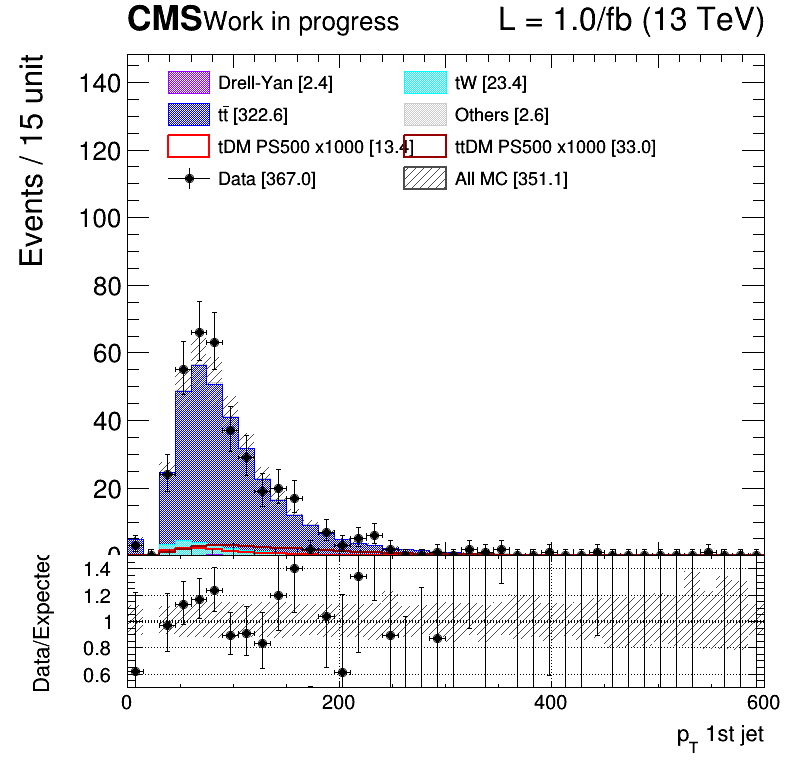 CMS Work in progress L = 1.0/fb (13 TeV)
Events / 15 unit
140
120
100
80
60
40
20
0
Drell-Yan [2.4] tW [23.4]
tt̄ [322.6] Others [2.6]
tDM PS500 x1000 [13.4] ttDM PS500 x1000 [33.0]
Data [367.0] All MC [351.1]
Data/Expected
1.4
1.2
1
0.8
0.6
0 200 400 600
p_T 1st jet